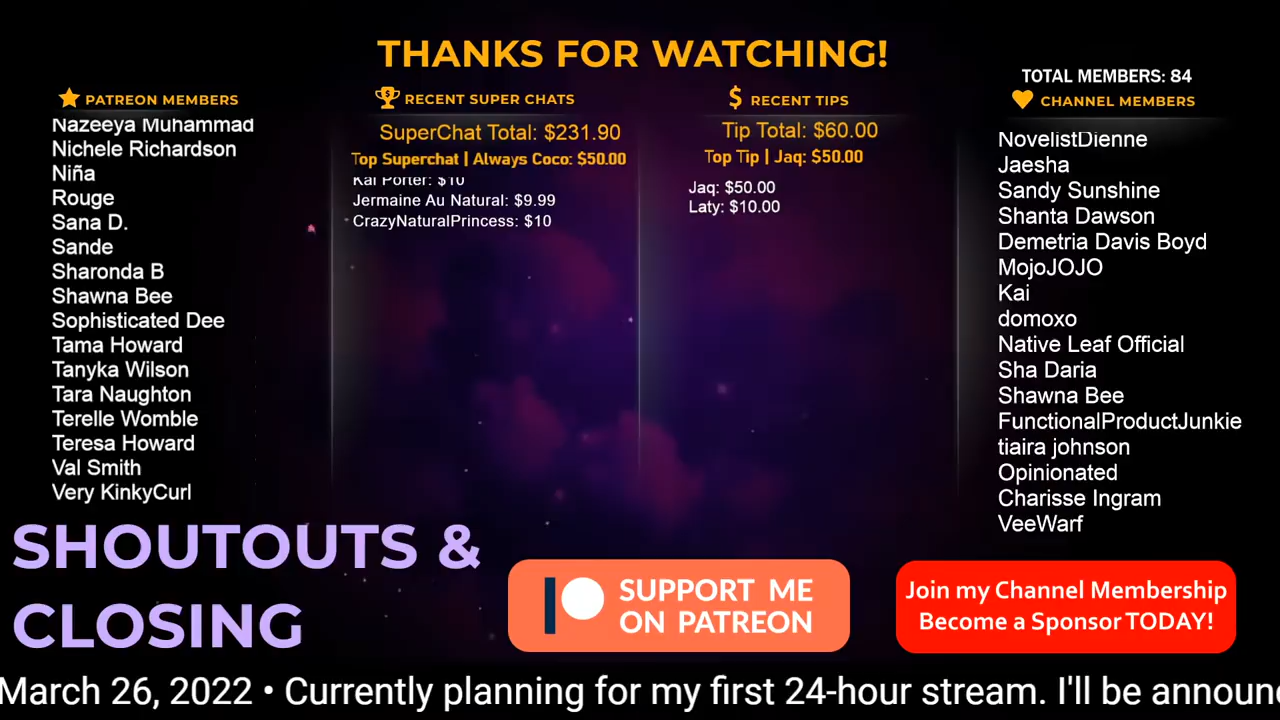 THANKS FOR WATCHING!
PATREON MEMBERS
Nazeeya Muhammad
Nichele Richardson
Niña
Rouge
Sana D.
Sande
Sharonda B
Shawna Bee
Sophisticated Dee
Tama Howard
Tanyka Wilson
Tara Naughton
Terelle Womble
Teresa Howard
Val Smith
Very KinkyCurl
RECENT SUPER CHATS
SuperChat Total: $231.90
Top Superchat | Always Coco: $50.00
Kai Porter: $10
Jermaine Au Natural: $9.99
CrazyNaturalPrincess: $10
RECENT TIPS
Tip Total: $60.00
Top Tip | Jaq: $50.00
Jaq: $50.00
Laty: $10.00
TOTAL MEMBERS: 84
CHANNEL MEMBERS
NovelistDienne
Jaesha
Sandy Sunshine
Shanta Dawson
Demetria Davis Boyd
MojoJOJO
Kai
domoxo
Native Leaf Official
Sha Daria
Shawna Bee
FunctionalProductJunkie
tiaira johnson
Opinionated
Charisse Ingram
VeeWarf
SHOUTOUTS &
CLOSING
SUPPORT ME
ON PATREON
Join my Channel Membership
Become a Sponsor TODAY!
March 26, 2022 • Currently planning for my first 24-hour stream. I'll be announ